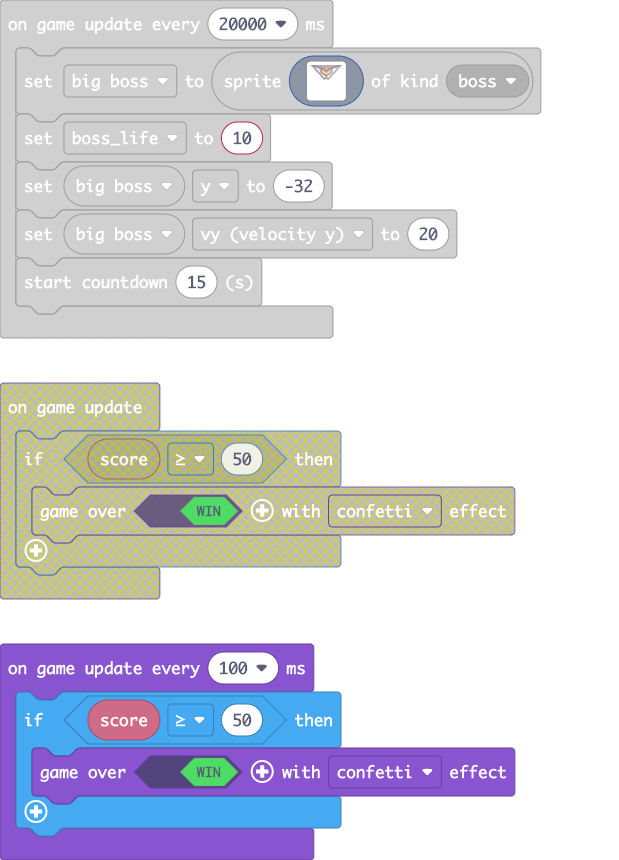 on game update every 20000 ms
set big boss to sprite of kind boss
set boss_life to 10
set big boss y to -32
set big boss vy (velocity y) to 20
start countdown 15 (s)
on game update
if score ≥ 50 then
game over WIN with confetti effect
on game update every 100 ms
if score ≥ 50 then
game over WIN with confetti effect